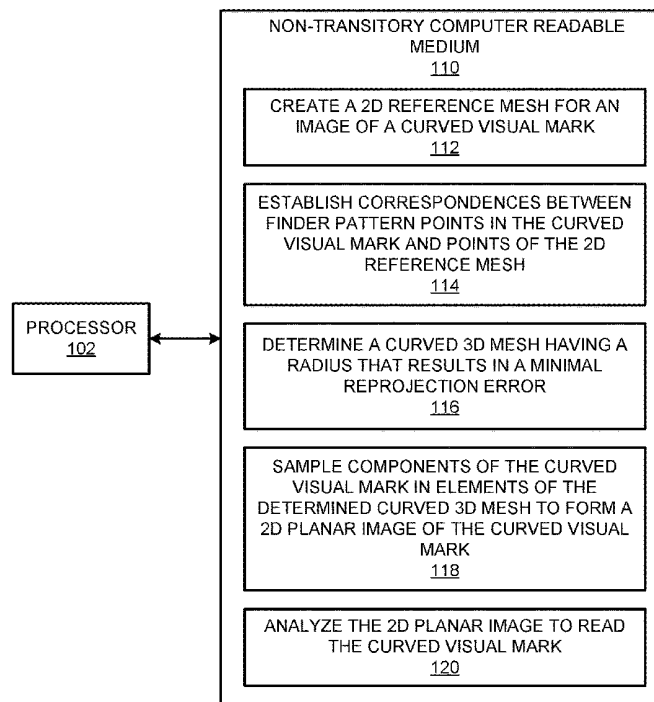 NON-TRANSITORY COMPUTER READABLE
MEDIUM
110
CREATE A 2D REFERENCE MESH FOR AN
IMAGE OF A CURVED VISUAL MARK
112
ESTABLISH CORRESPONDENCES BETWEEN
FINDER PATTERN POINTS IN THE CURVED
VISUAL MARK AND POINTS OF THE 2D
REFERENCE MESH
114
PROCESSOR
102
DETERMINE A CURVED 3D MESH HAVING A
RADIUS THAT RESULTS IN A MINIMAL
REPROJECTION ERROR
116
SAMPLE COMPONENTS OF THE CURVED
VISUAL MARK IN ELEMENTS OF THE
DETERMINED CURVED 3D MESH TO FORM A
2D PLANAR IMAGE OF THE CURVED VISUAL
MARK
118
ANALYZE THE 2D PLANAR IMAGE TO READ
THE CURVED VISUAL MARK
120